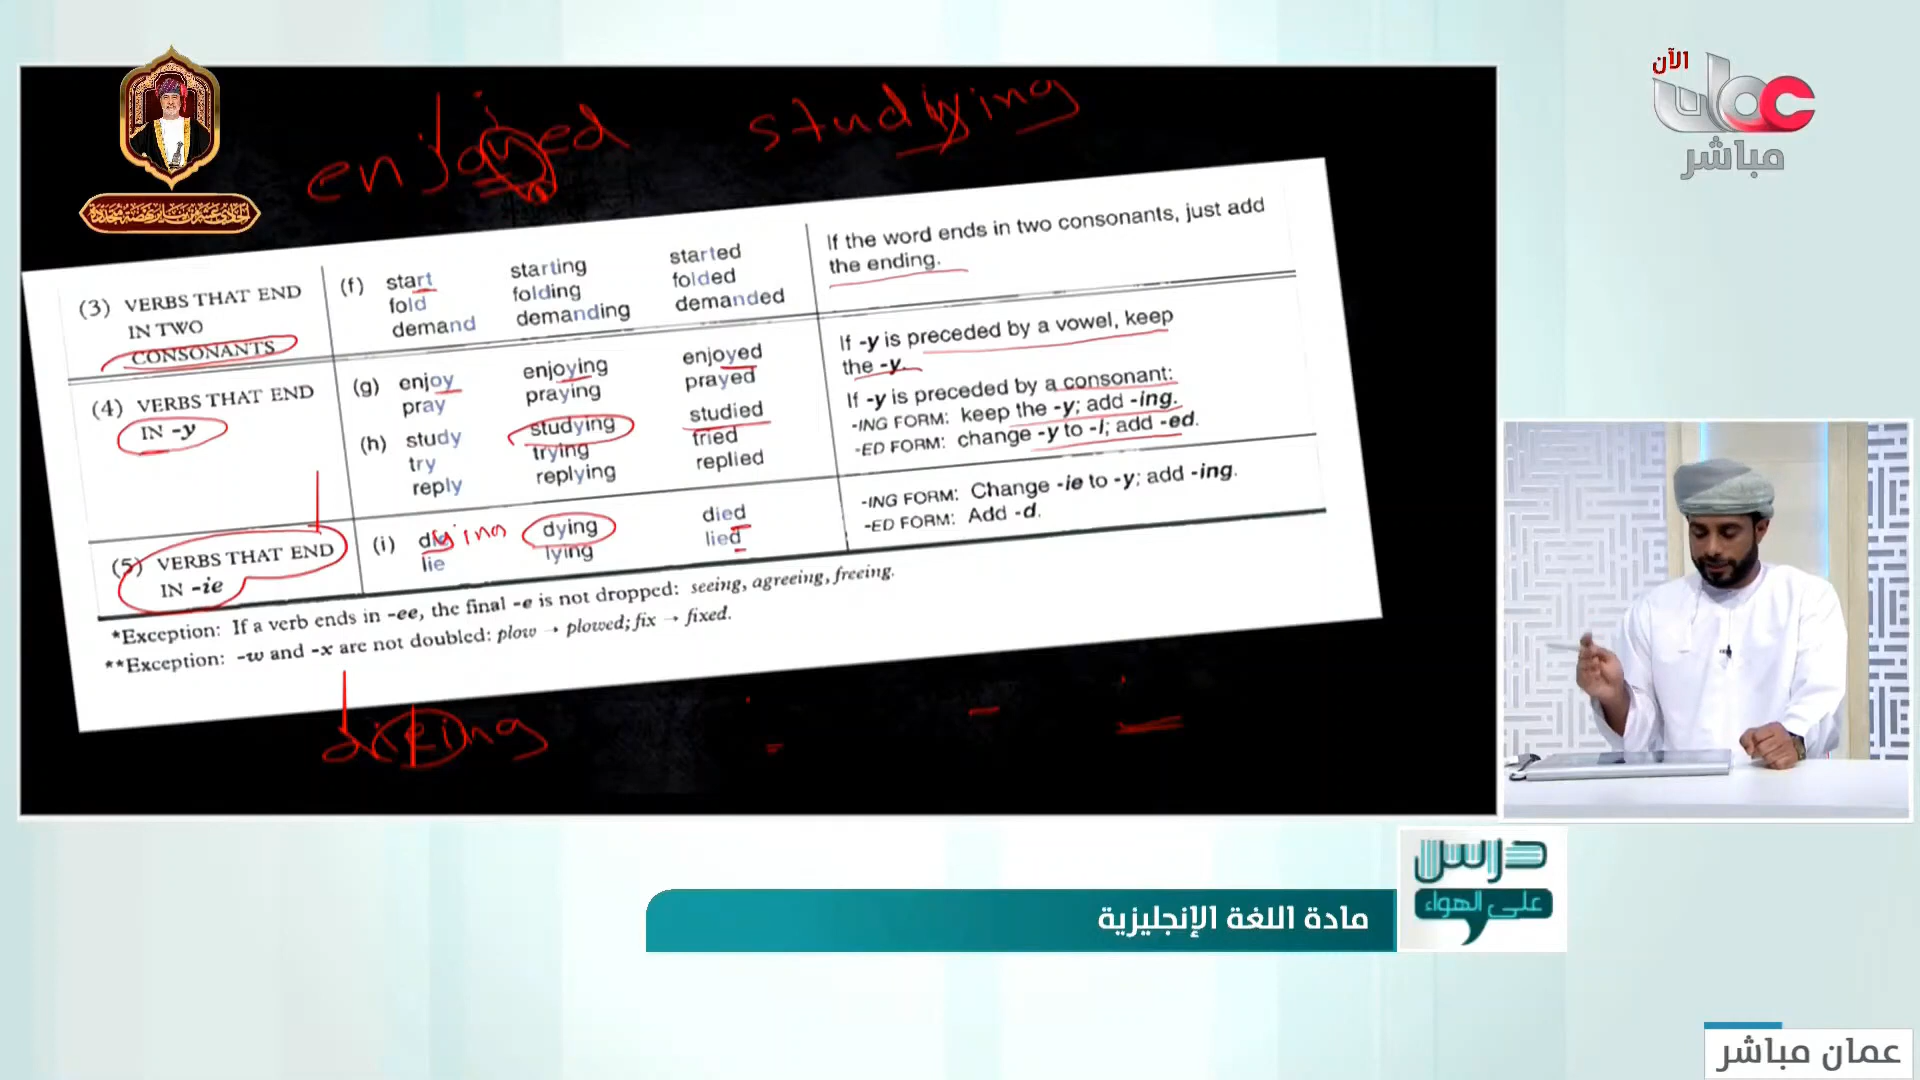 الآن
عمان
مباشر
enjoyed
studying
(3) VERBS THAT END
IN TWO
CONSONANTS
(f) start starting started
fold folding folded
demand demanding demanded
If the word ends in two consonants, just add
the ending.
(4) VERBS THAT END
IN -y
(g) enjoy enjoying enjoyed
pray praying prayed
(h) study studying studied
try trying tried
reply replying replied
If -y is preceded by a vowel, keep
the -y.
If -y is preceded by a consonant:
-ING FORM: keep the -y; add -ing.
-ED FORM: change -y to -i; add -ed.
(5) VERBS THAT END
IN -ie
(i) die ying dying died
lie lying lied
-ING FORM: Change -ie to -y; add -ing.
-ED FORM: Add -d.
*Exception: If a verb ends in -ee, the final -e is not dropped: seeing, agreeing, freeing.
**Exception: -w and -x are not doubled: plow → plowed; fix → fixed.
dieing
درس
على الهواء
مادة اللغة الإنجليزية
عمان مباشر